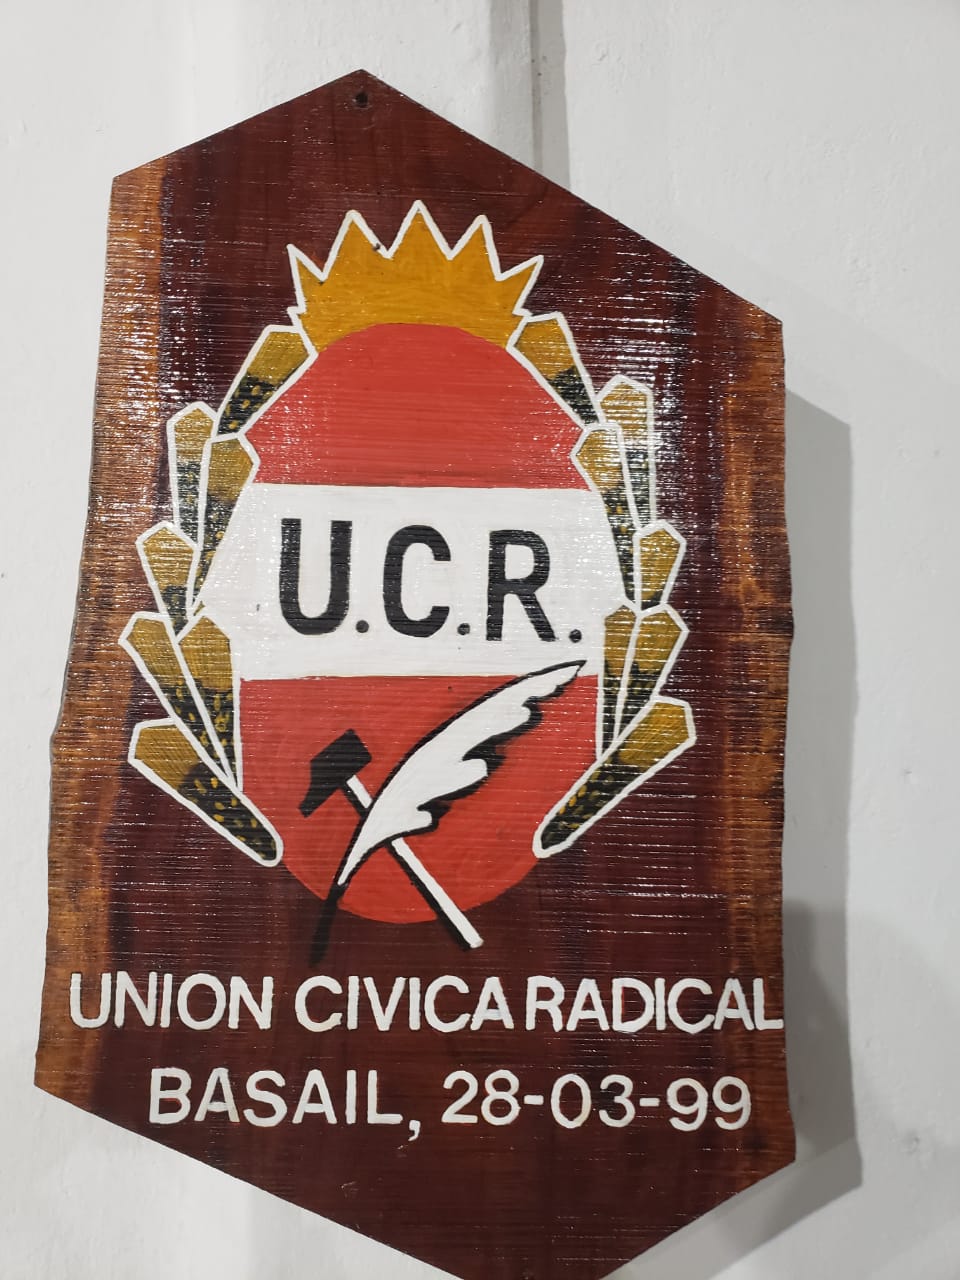 U.C.R.
UNION CIVICA RADICAL
BASAIL, 28-03-99